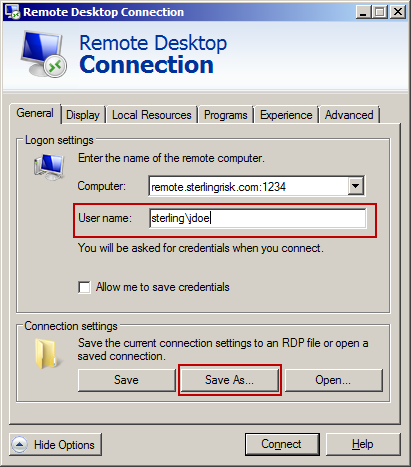 Remote Desktop Connection
Remote Desktop
Connection
General
Display
Local Resources
Programs
Experience
Advanced
Logon settings
Enter the name of the remote computer.
Computer:
remote.sterlingrisk.com:1234
User name:
sterling\jdoe
You will be asked for credentials when you connect.
Allow me to save credentials
Connection settings
Save the current connection settings to an RDP file or open a
saved connection.
Save
Save As...
Open...
Hide Options
Connect
Help